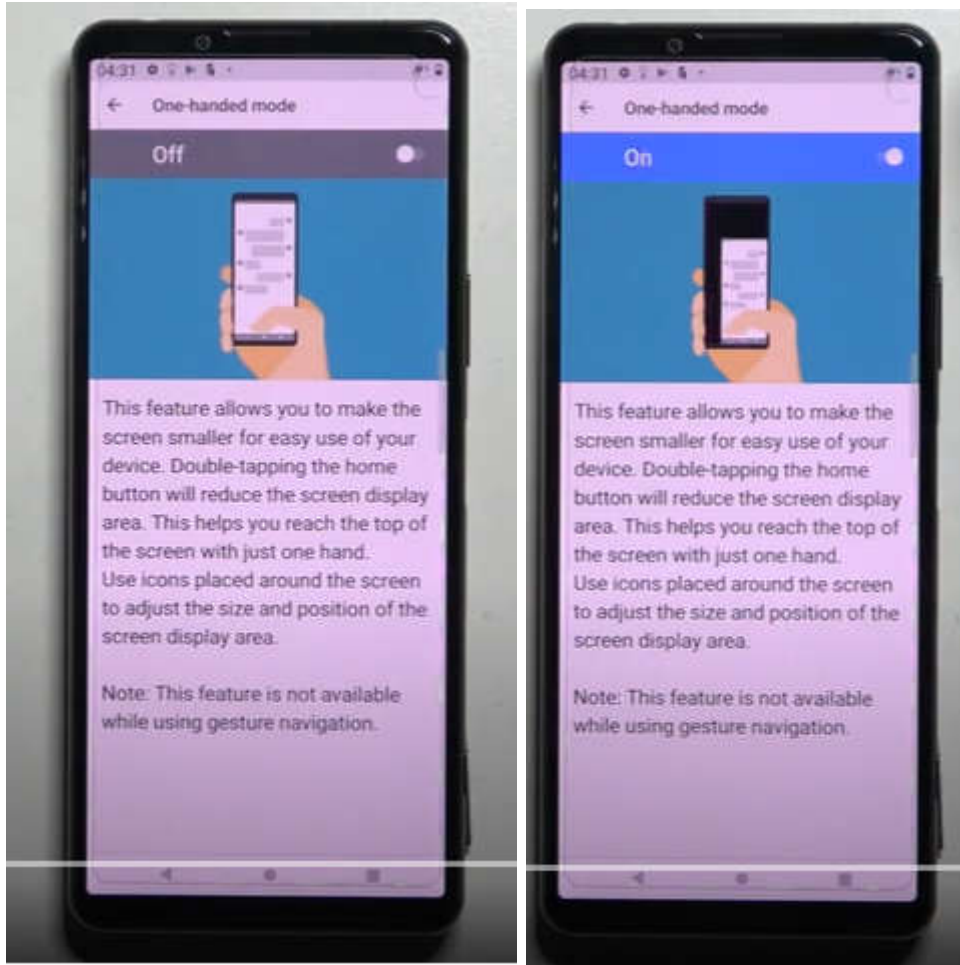 04:31
One-handed mode
Off
This feature allows you to make the
screen smaller for easy use of your
device. Double-tapping the home
button will reduce the screen display
area. This helps you reach the top of
the screen with just one hand.
Use icons placed around the screen
to adjust the size and position of the
screen display area.
Note: This feature is not available
while using gesture navigation.
04:31
One-handed mode
On
This feature allows you to make the
screen smaller for easy use of your
device. Double-tapping the home
button will reduce the screen display
area. This helps you reach the top of
the screen with just one hand.
Use icons placed around the screen
to adjust the size and position of the
screen display area.
Note: This feature is not available
while using gesture navigation.